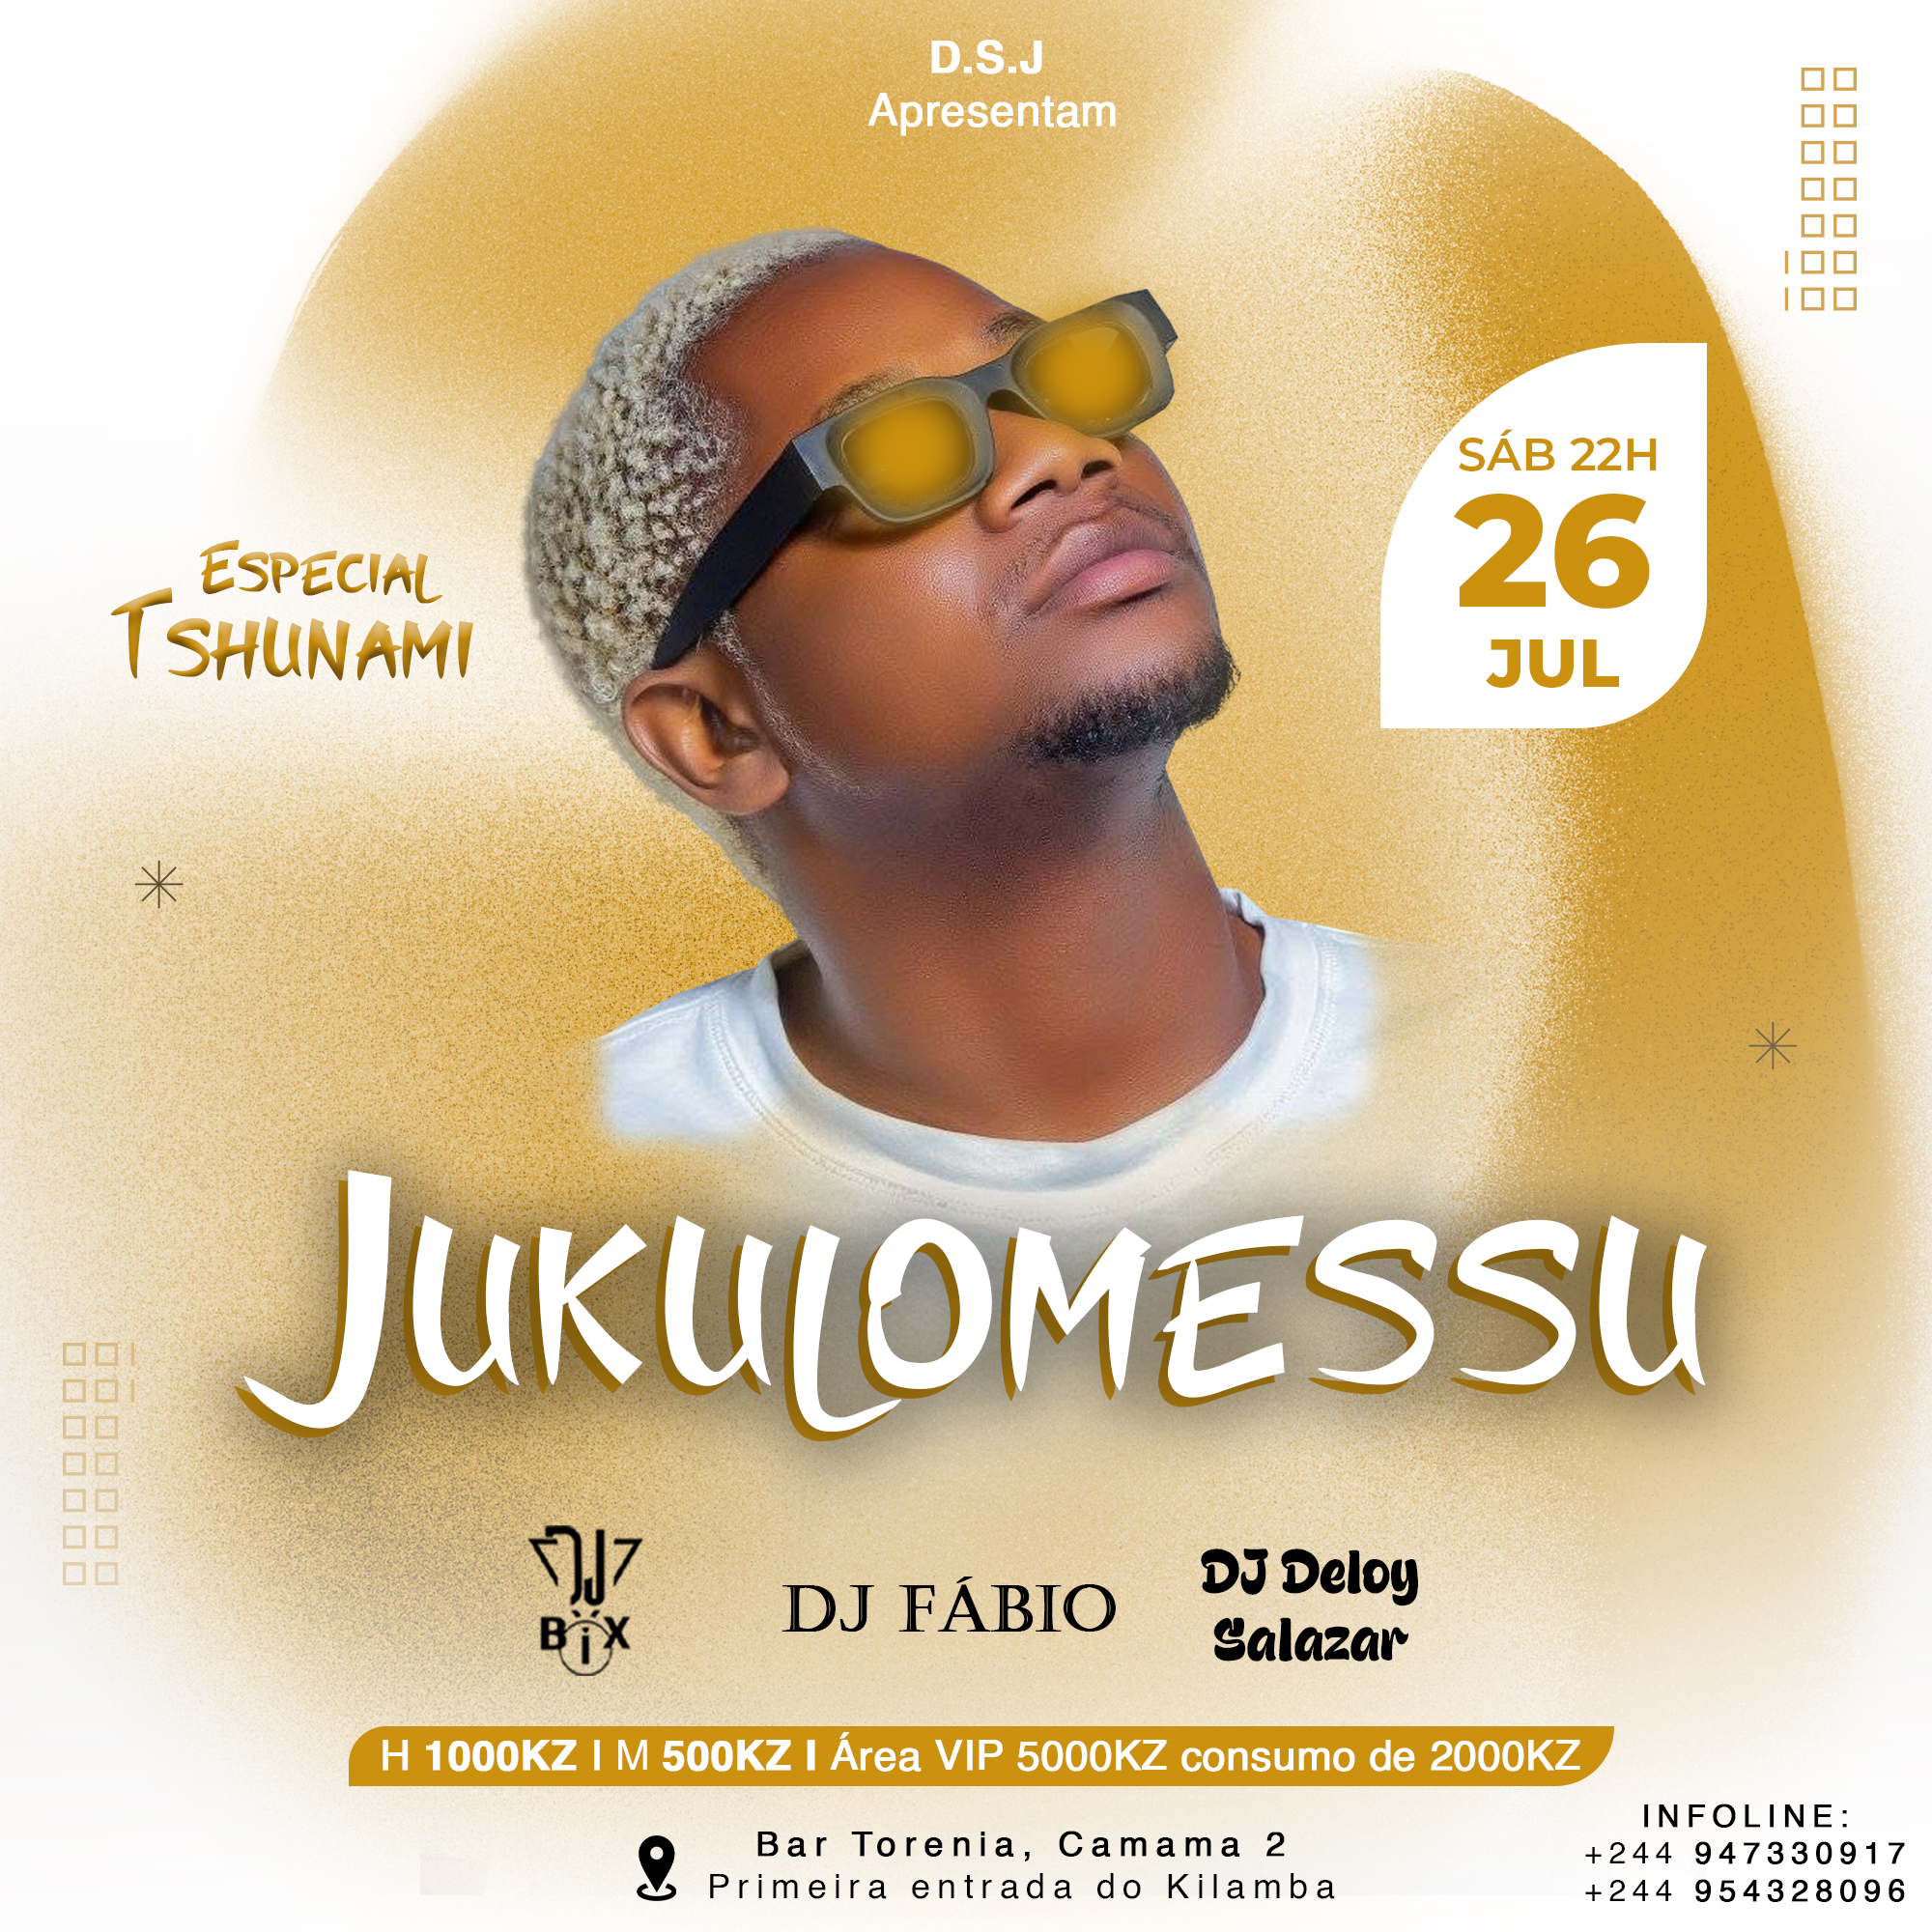 D.S.J
Apresentam
SÁB 22H
26
JUL
ESPECIAL
TSHUNAMI
JUKULOMESSU
DJ
BiX
DJ FÁBIO
DJ Deloy
Salazar
H 1000KZ I M 500KZ I Área VIP 5000KZ consumo de 2000KZ
Bar Torenia, Camama 2
Primeira entrada do Kilamba
INFOLINE:
+244 947330917
+244 954328096